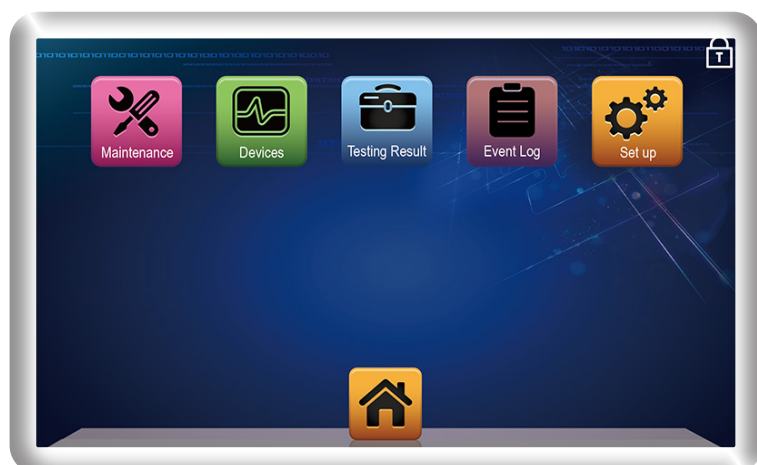 T
Maintenance
Devices
Testing Result
Event Log
Set up